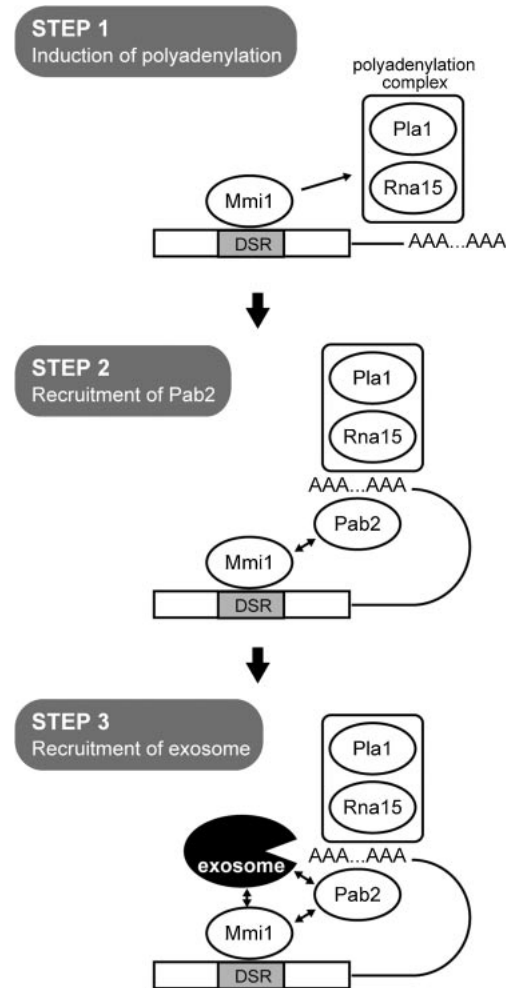 STEP 1
Induction of polyadenylation
polyadenylation
complex
Pla1
Rna15
Mmi1
DSR
AAA...AAA
STEP 2
Recruitment of Pab2
Pla1
Rna15
AAA...AAA
Pab2
Mmi1
DSR
STEP 3
Recruitment of exosome
Pla1
Rna15
exosome
AAA...AAA
Pab2
Mmi1
DSR